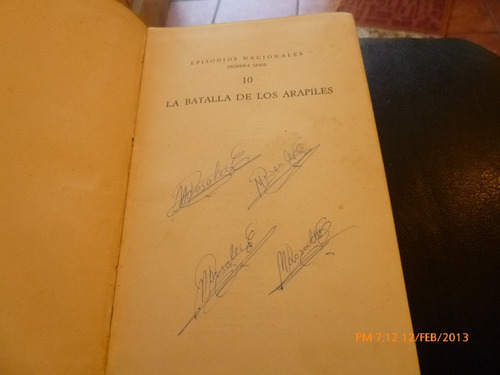 EPISODIOS NACIONALES
PRIMERA SERIE
10
LA BATALLA DE LOS ARAPILES
PM 7:12 12/FEB/2013